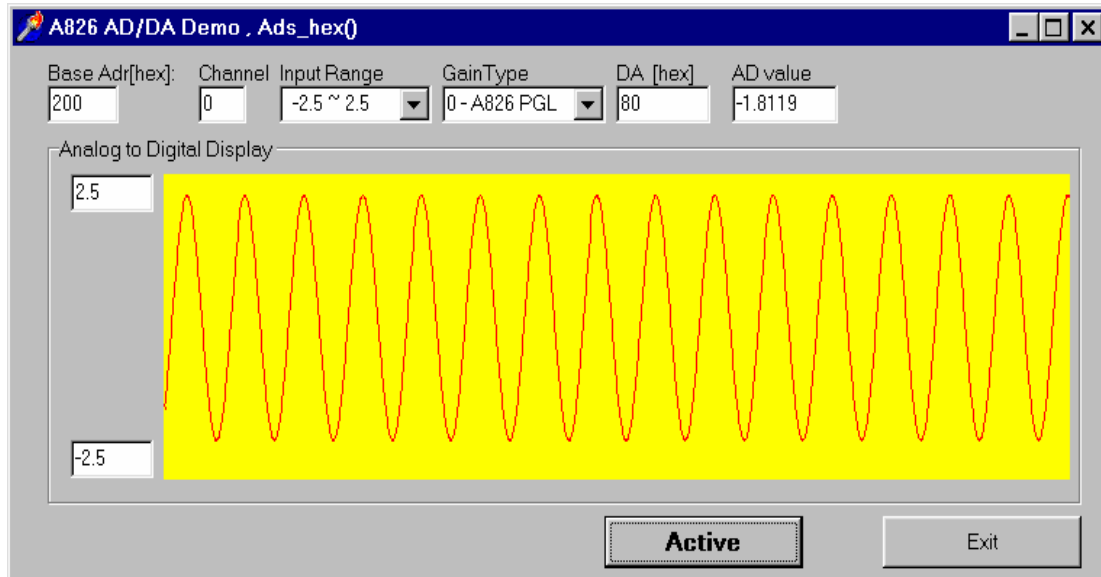 A826 AD/DA Demo , Ads_hex()
Base Adr[hex]: Channel Input Range GainType DA [hex] AD value
200 0 -2.5 ~ 2.5 0 - A826 PGL 80 -1.8119
Analog to Digital Display
2.5
-2.5
Active Exit